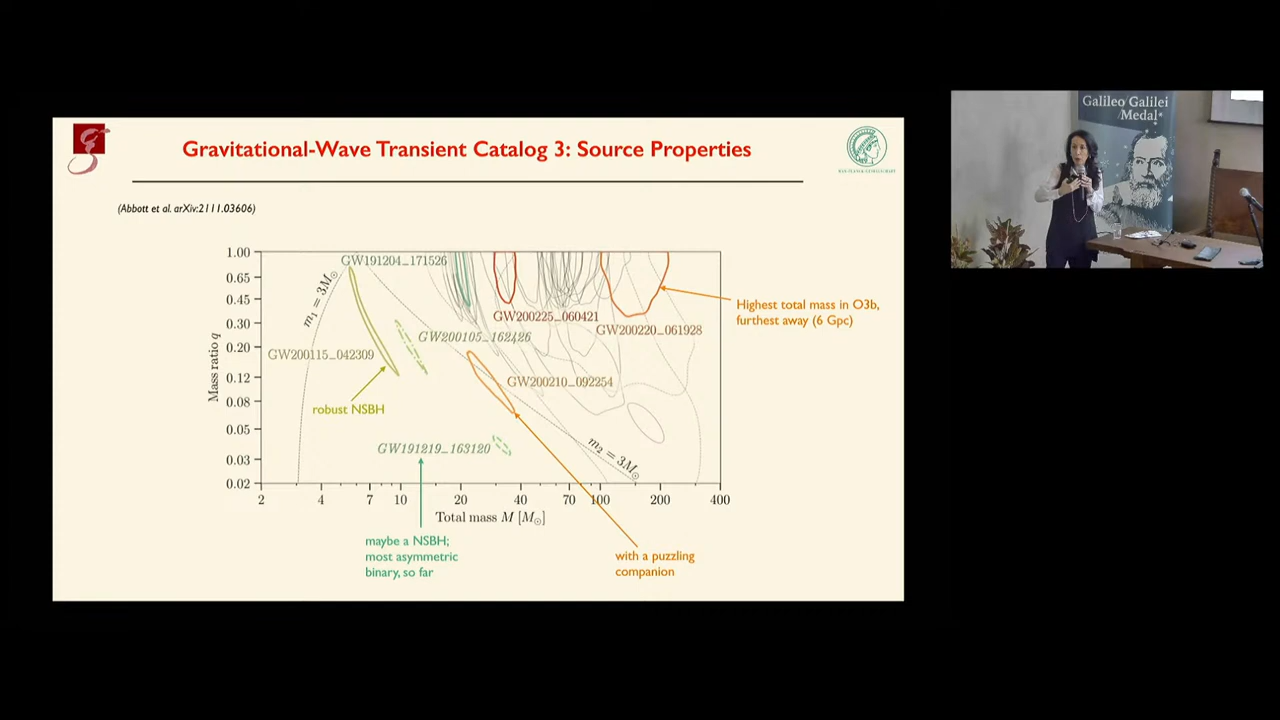 Gravitational-Wave Transient Catalog 3: Source Properties
(Abbott et al. arXiv:2111.03606)
Galileo Galilei
Medal*
1.00
0.65
0.45
0.30
0.20
0.12
0.08
0.05
0.03
0.02
Mass ratio q
m₁ = 3M☉
GW191204_171526
GW200225_060421
GW200220_061928
GW200105_162426
GW200115_042309
GW200210_092254
GW191219_163120
m₂ = 3M☉
robust NSBH
Highest total mass in O3b,
furthest away (6 Gpc)
2 4 7 10 20 40 70 100 200 400
Total mass M [M☉]
maybe a NSBH;
most asymmetric
binary, so far
with a puzzling
companion